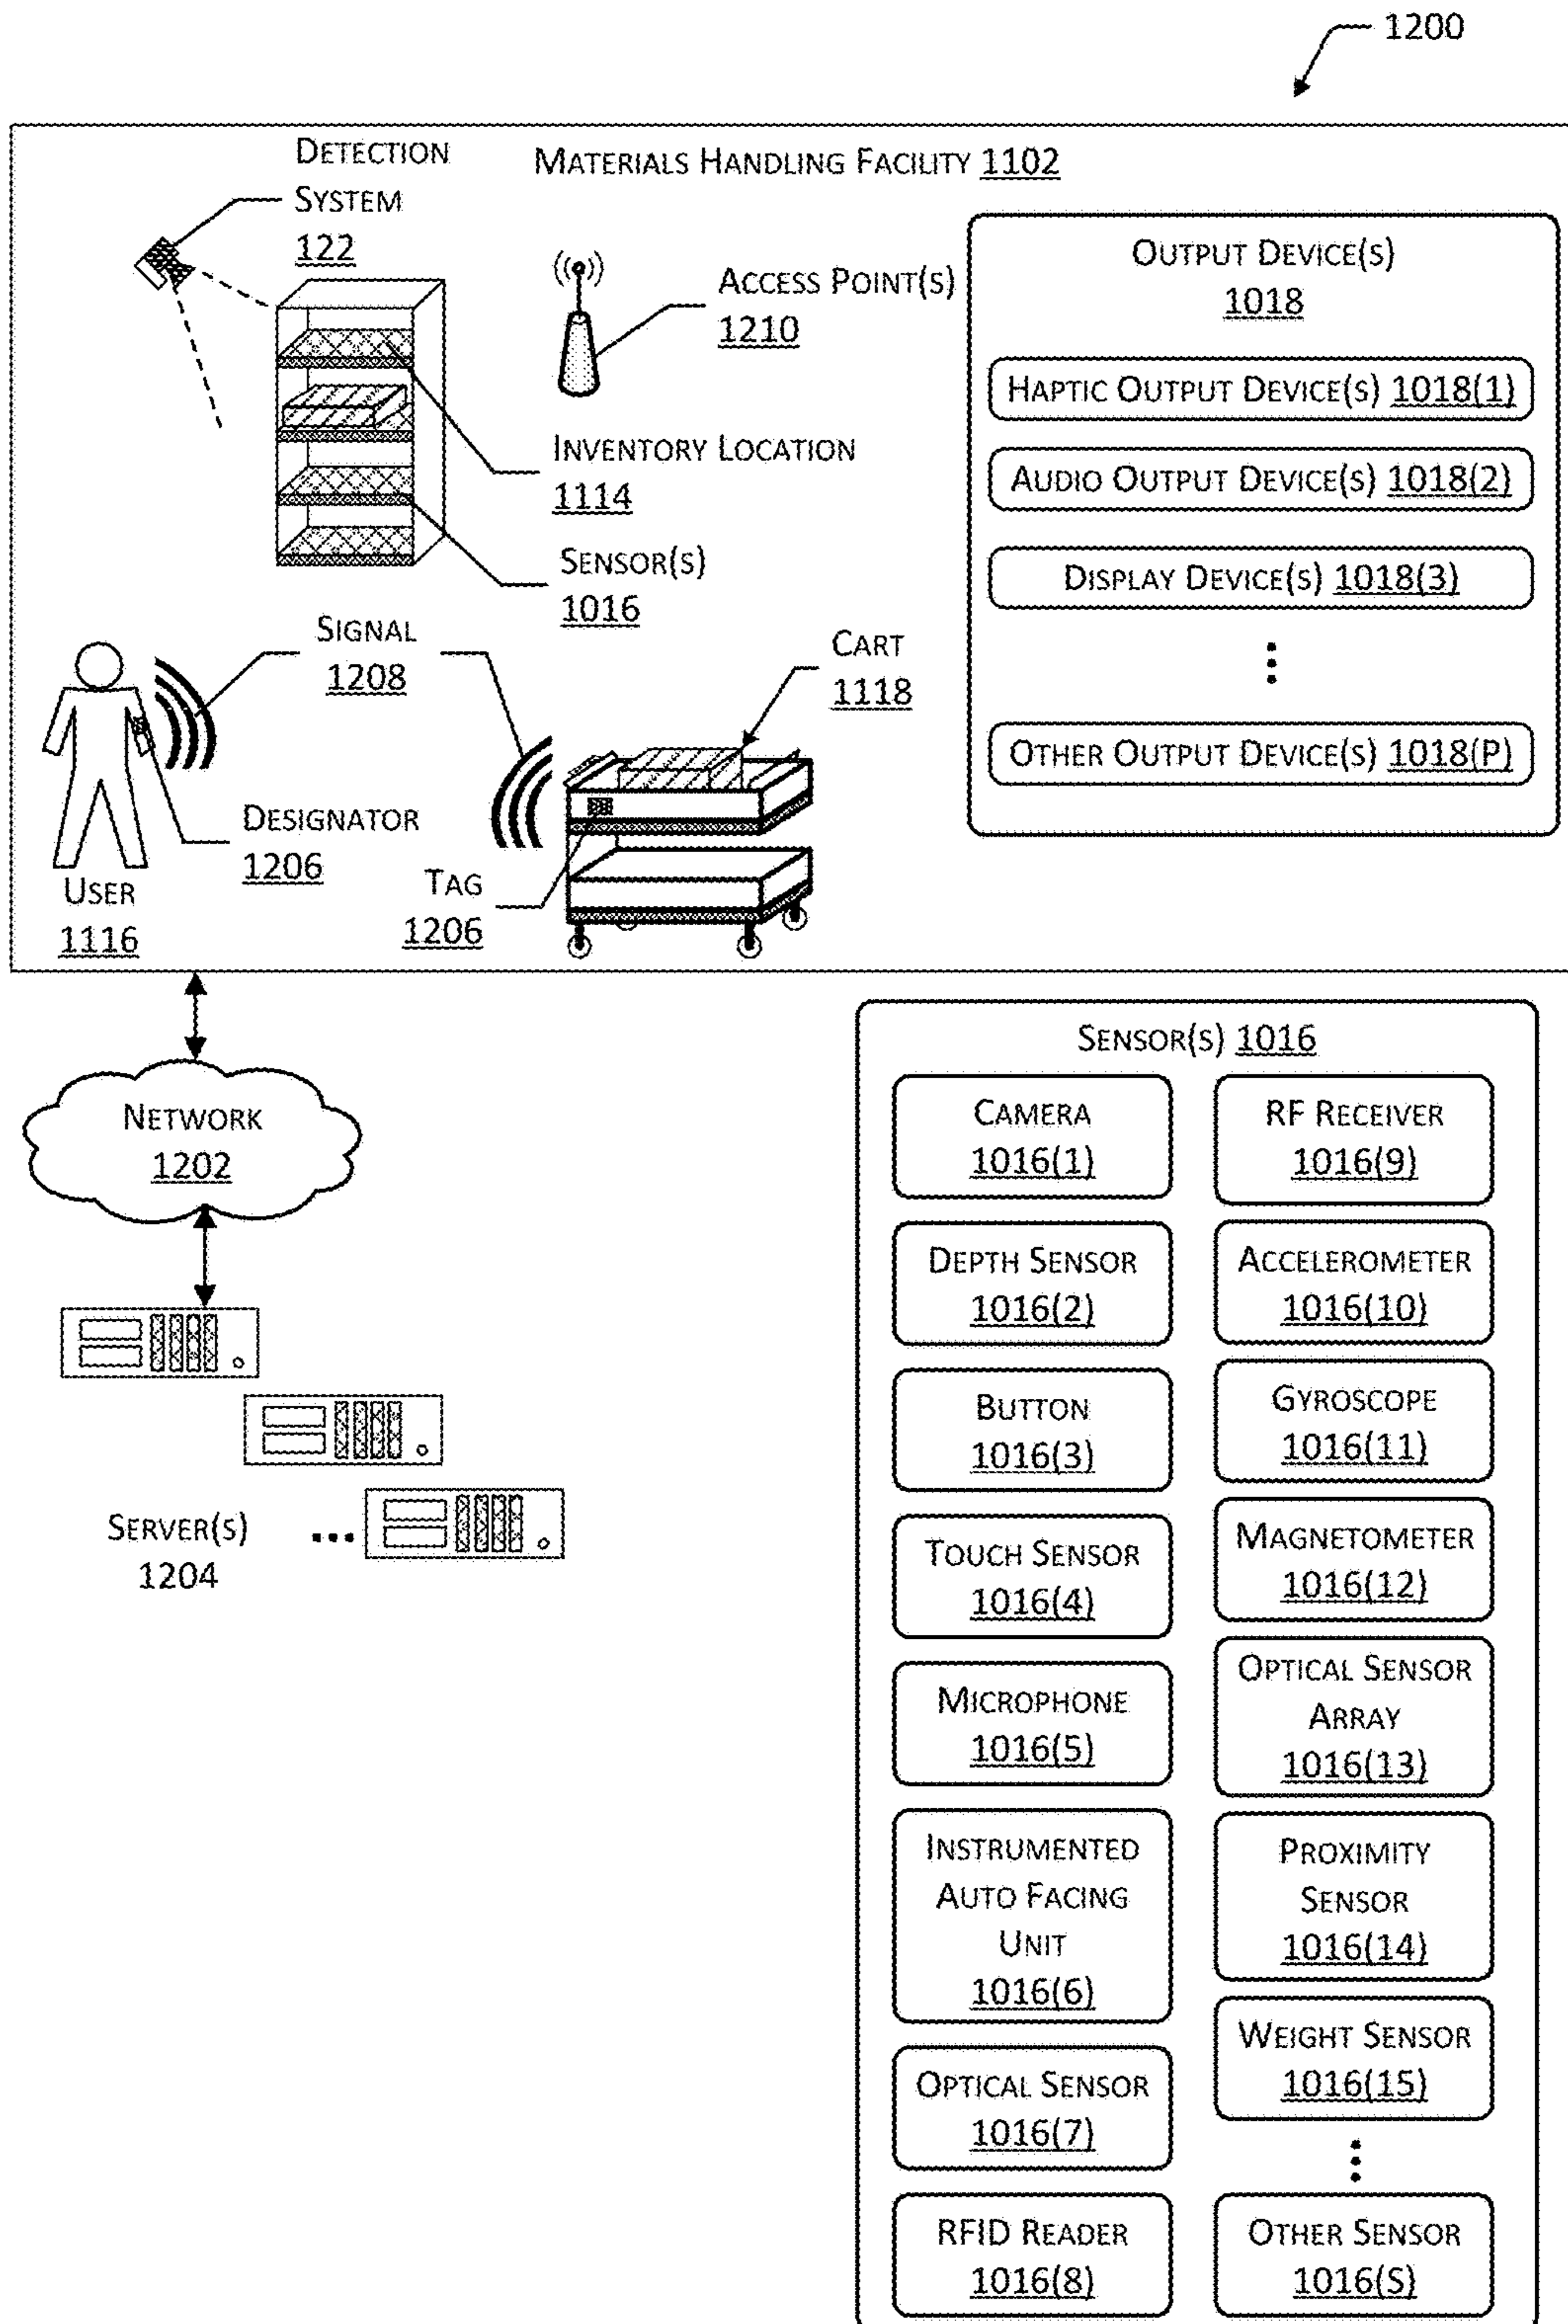 1200
DETECTION
SYSTEM
122
MATERIALS HANDLING FACILITY 1102
ACCESS POINT(S)
1210
INVENTORY LOCATION
1114
SENSOR(S)
1016
SIGNAL
1208
CART
1118
DESIGNATOR
1206
TAG
1206
USER
1116
OUTPUT DEVICE(S)
1018
HAPTIC OUTPUT DEVICE(S) 1018(1)
AUDIO OUTPUT DEVICE(S) 1018(2)
DISPLAY DEVICE(S) 1018(3)
OTHER OUTPUT DEVICE(S) 1018(P)
NETWORK
1202
SERVER(S)
1204
SENSOR(S) 1016
CAMERA
1016(1)
DEPTH SENSOR
1016(2)
BUTTON
1016(3)
TOUCH SENSOR
1016(4)
MICROPHONE
1016(5)
INSTRUMENTED
AUTO FACING
UNIT
1016(6)
OPTICAL SENSOR
1016(7)
RFID READER
1016(8)
RF RECEIVER
1016(9)
ACCELEROMETER
1016(10)
GYROSCOPE
1016(11)
MAGNETOMETER
1016(12)
OPTICAL SENSOR
ARRAY
1016(13)
PROXIMITY
SENSOR
1016(14)
WEIGHT SENSOR
1016(15)
OTHER SENSOR
1016(S)